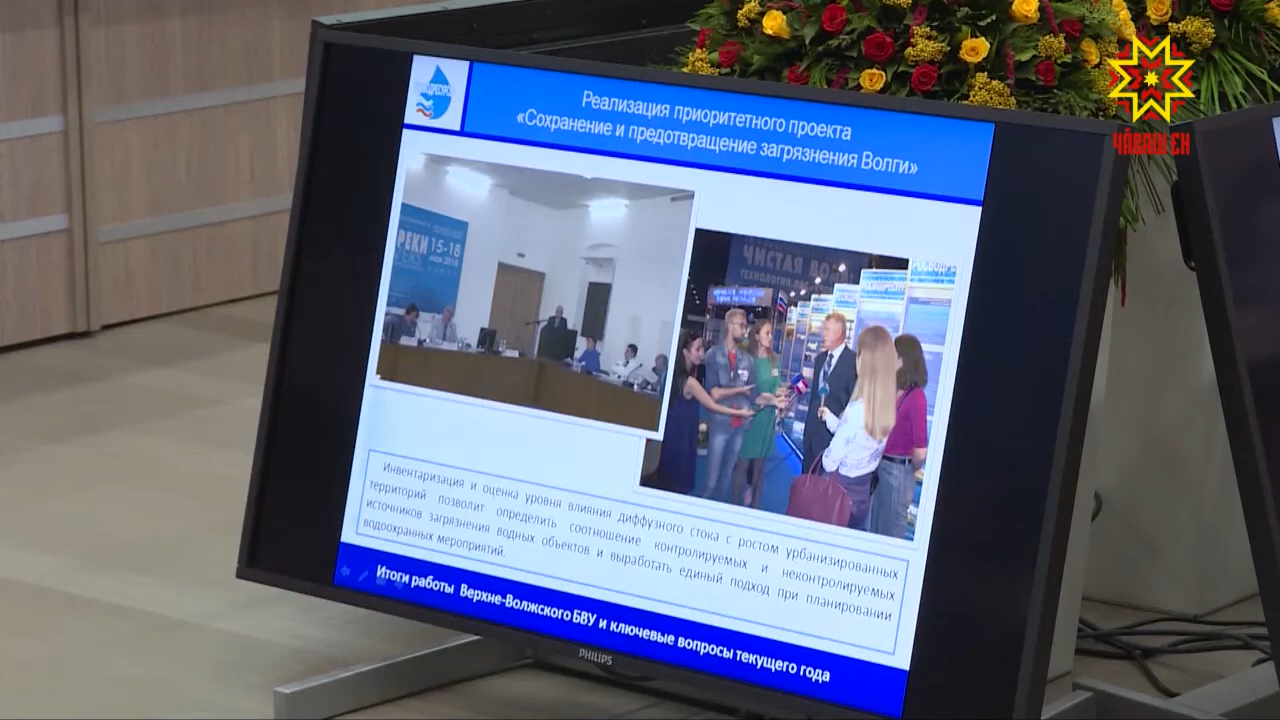 Реализация приоритетного проекта
«Сохранение и предотвращение загрязнения Волги»
ЧӐВАШ ЕН
РЕКИ
15-18
ЧИСТАЯ
Инвентаризация и оценка уровня влияния диффузного стока с ростом урбанизированных
территорий позволит определить соотношение контролируемых и неконтролируемых
источников загрязнения водных объектов и выработать единый подход при планировании
водоохранных мероприятий.
Итоги работы Верхне-Волжского БВУ и ключевые вопросы текущего года
PHILIPS